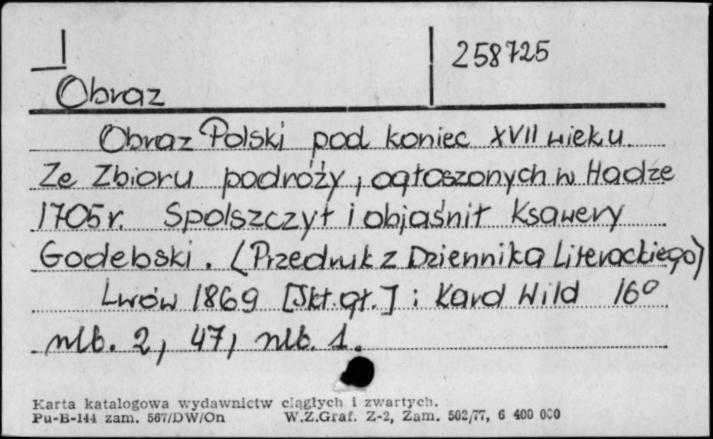 I 258725
Obraz
Obraz Polski pod koniec XVII wieku.
Ze Zbioru podróży, ogłoszonych w Hadze
1705 r. Spolszczył i objaśnił Ksawery
Godebski. (Przedruk z Dziennika Literackiego)
Lwów 1869 [Skł. gł.] : Karol Wild 16°
nlb. 2, 47, nlb. 1.
Karta katalogowa wydawnictw ciągłych i zwartych.
Pu-B-144 zam. 567/DW/On W.Z.Graf. Z-2, Zam. 502/77, 6 400 000